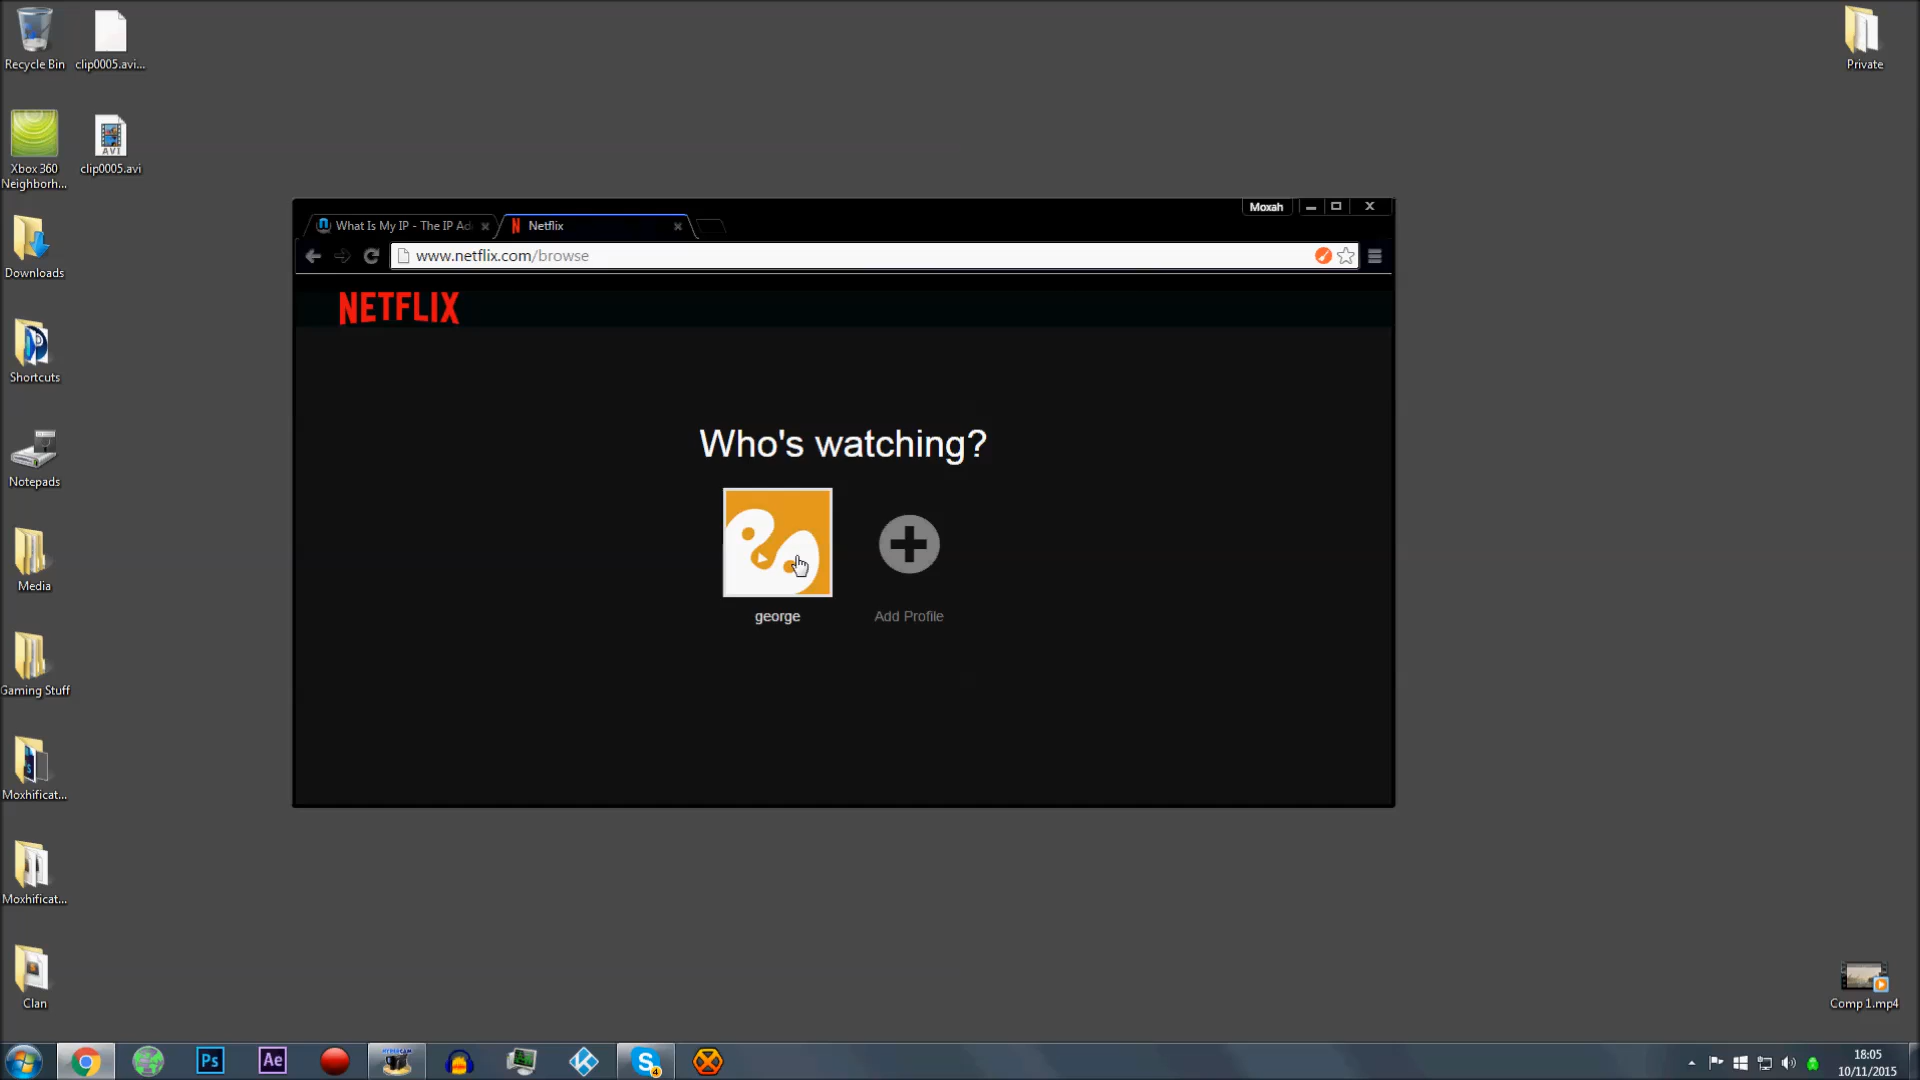 Recycle Bin
clip0005.avi...
Private
Xbox 360
Neighborh...
AVI
clip0005.avi
Downloads
Shortcuts
Notepads
Media
Gaming Stuff
Moxhificat...
Moxhificat...
Clan
Moxah
What Is My IP - The IP Ad
Netflix
www.netflix.com/browse
NETFLIX
Who's watching?
george
Add Profile
Comp 1.mp4
Ps
Ae
4
18:05
10/11/2015